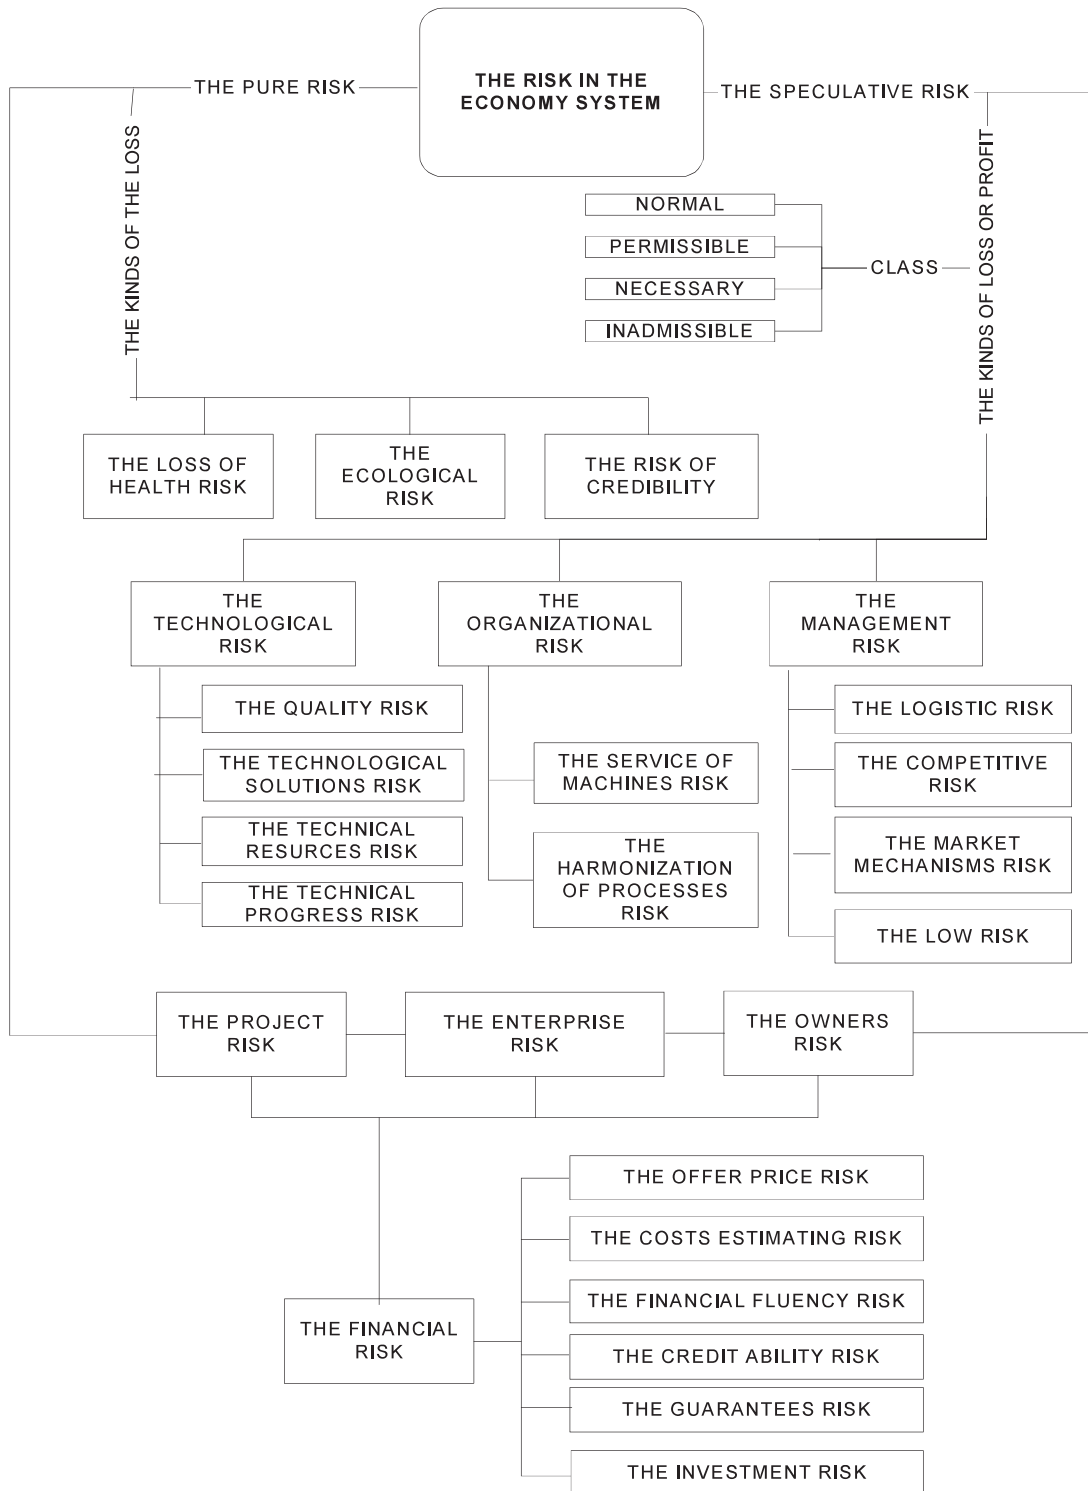 THE PURE RISK
THE RISK IN THE
ECONOMY SYSTEM
THE SPECULATIVE RISK
THE KINDS OF THE LOSS
THE KINDS OF LOSS OR PROFIT
NORMAL
PERMISSIBLE
CLASS
NECESSARY
INADMISSIBLE
THE LOSS OF
HEALTH RISK
THE
ECOLOGICAL
RISK
THE RISK OF
CREDIBILITY
THE
TECHNOLOGICAL
RISK
THE
ORGANIZATIONAL
RISK
THE
MANAGEMENT
RISK
THE QUALITY RISK
THE TECHNOLOGICAL
SOLUTIONS RISK
THE TECHNICAL
RESURCES RISK
THE TECHNICAL
PROGRESS RISK
THE SERVICE OF
MACHINES RISK
THE
HARMONIZATION
OF PROCESSES
RISK
THE LOGISTIC RISK
THE COMPETITIVE
RISK
THE MARKET
MECHANISMS RISK
THE LOW RISK
THE PROJECT
RISK
THE ENTERPRISE
RISK
THE OWNERS
RISK
THE FINANCIAL
RISK
THE OFFER PRICE RISK
THE COSTS ESTIMATING RISK
THE FINANCIAL FLUENCY RISK
THE CREDIT ABILITY RISK
THE GUARANTEES RISK
THE INVESTMENT RISK